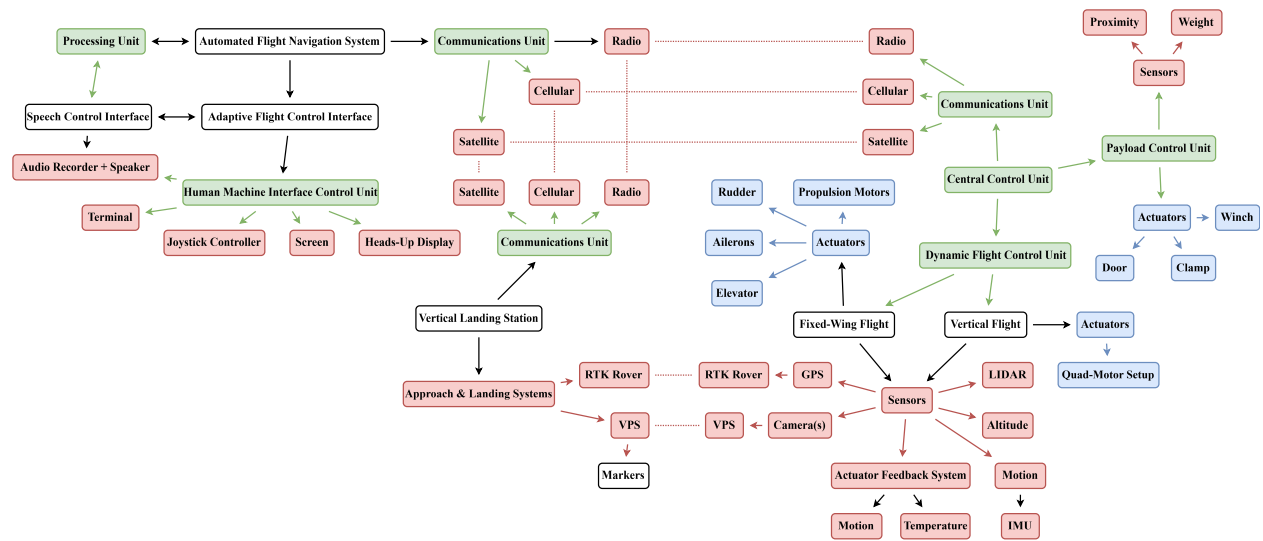 Proximity
Weight
Processing Unit
Automated Flight Navigation System
Communications Unit
Radio
Radio
Sensors
Cellular
Cellular
Communications Unit
Speech Control Interface
Adaptive Flight Control Interface
Satellite
Satellite
Payload Control Unit
Audio Recorder + Speaker
Human Machine Interface Control Unit
Satellite
Cellular
Radio
Rudder
Propulsion Motors
Central Control Unit
Terminal
Actuators
Winch
Joystick Controller
Screen
Heads-Up Display
Communications Unit
Ailerons
Actuators
Dynamic Flight Control Unit
Door
Clamp
Elevator
Vertical Landing Station
Fixed-Wing Flight
Vertical Flight
Actuators
RTK Rover
RTK Rover
GPS
LIDAR
Quad-Motor Setup
Approach & Landing Systems
Sensors
VPS
VPS
Camera(s)
Altitude
Markers
Actuator Feedback System
Motion
Motion
Temperature
IMU